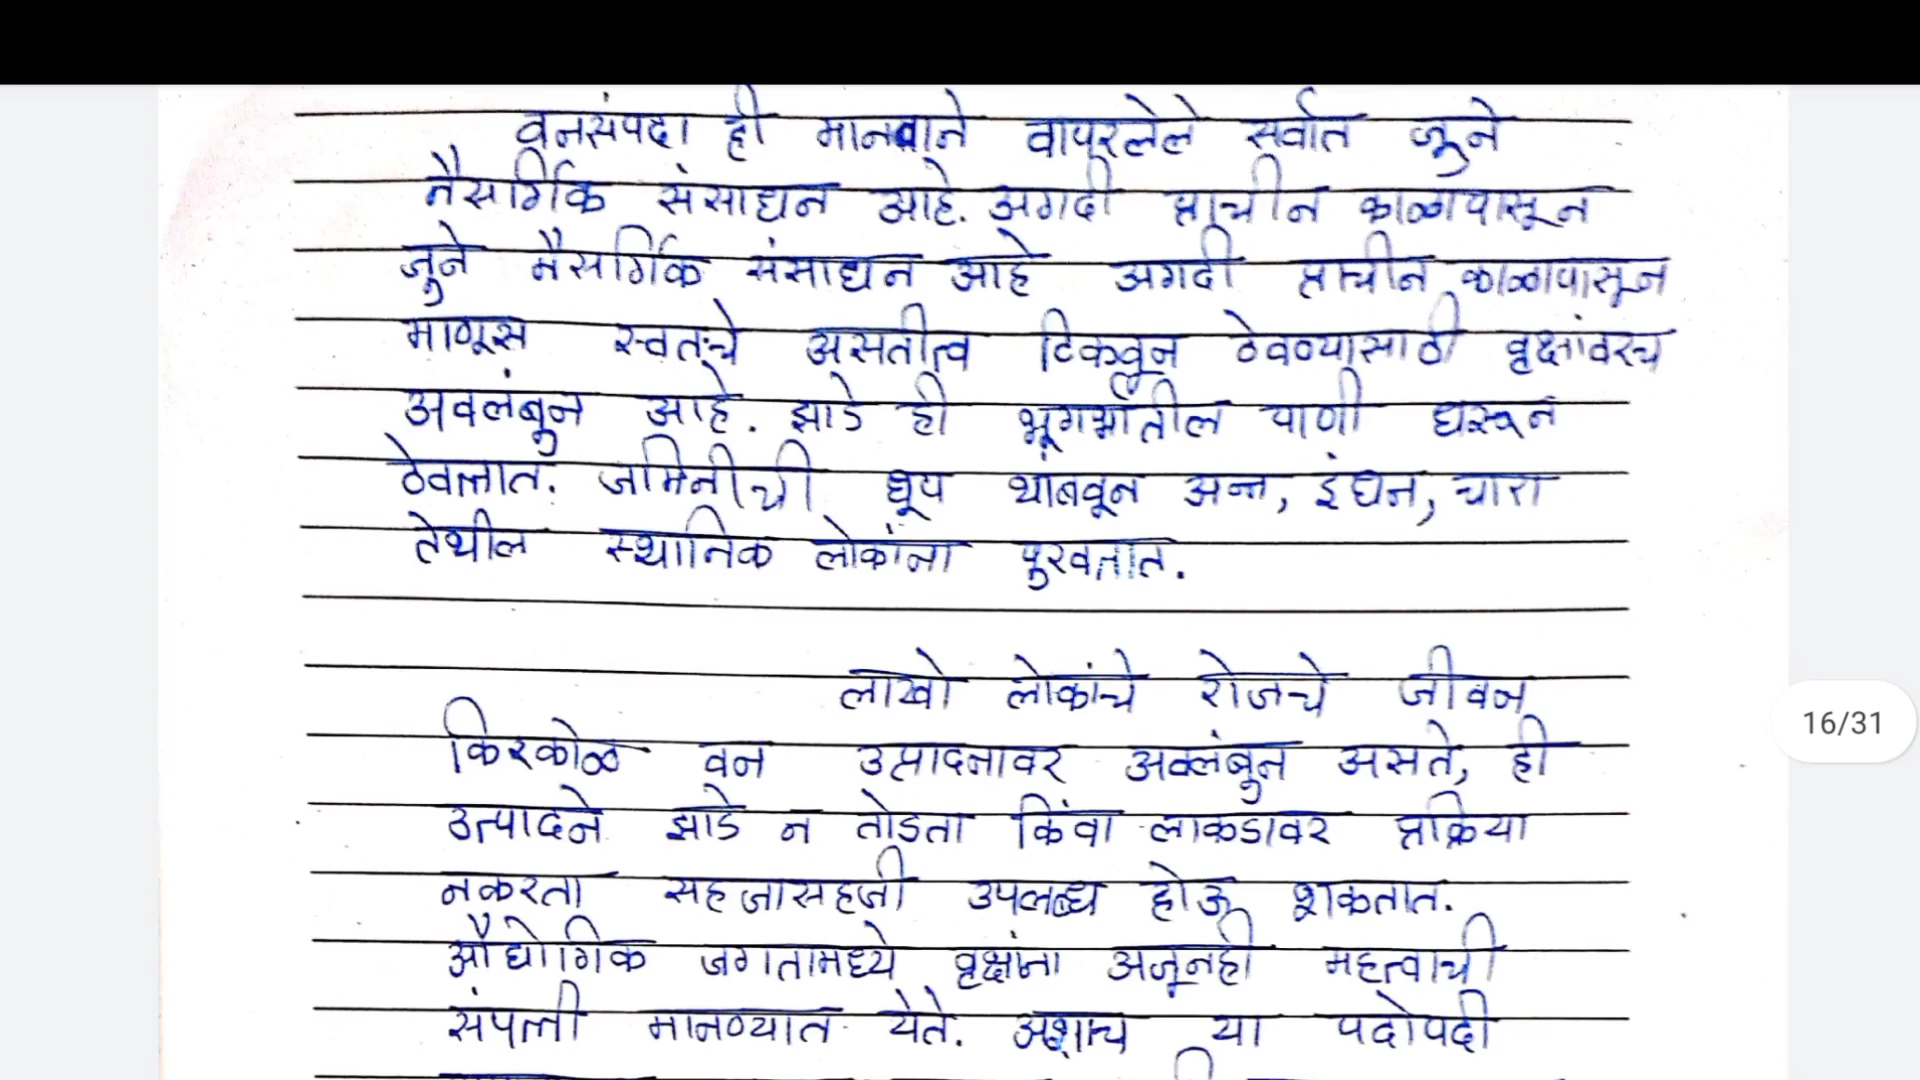 वनसंपदा ही मानवाने वापरलेले सर्वात जुने
नैसर्गिक संसाधन आहे. अगदी प्राचीन काळापासून
जुने नैसर्गिक संसाधन आहे अगदी प्राचीन काळापासून
माणूस स्वतःचे असतीत्व टिकवून ठेवण्यासाठी वृक्षांवरच
अवलंबुन आहे. झाडे ही भूगर्भातील पाणी धरून
ठेवतात. जमिनीची धूप थांबवून अन्न, इंधन, चारा
तेथील स्थानिक लोकांना पुरवतात.
लाखो लोकांचे रोजचे जीवन
किरकोळ वन उत्पादनावर अवलंबुन असते, ही
उत्पादने झाडे न तोडता किंवा लाकडावर प्रक्रिया
नकरता सहजासहजी उपलब्ध होऊ शकतात.
औद्योगिक जगतामध्ये वृक्षांना अजूनही महत्वाची
संपत्ती मानण्यात येते. अशाच या पदोपदी
16/31